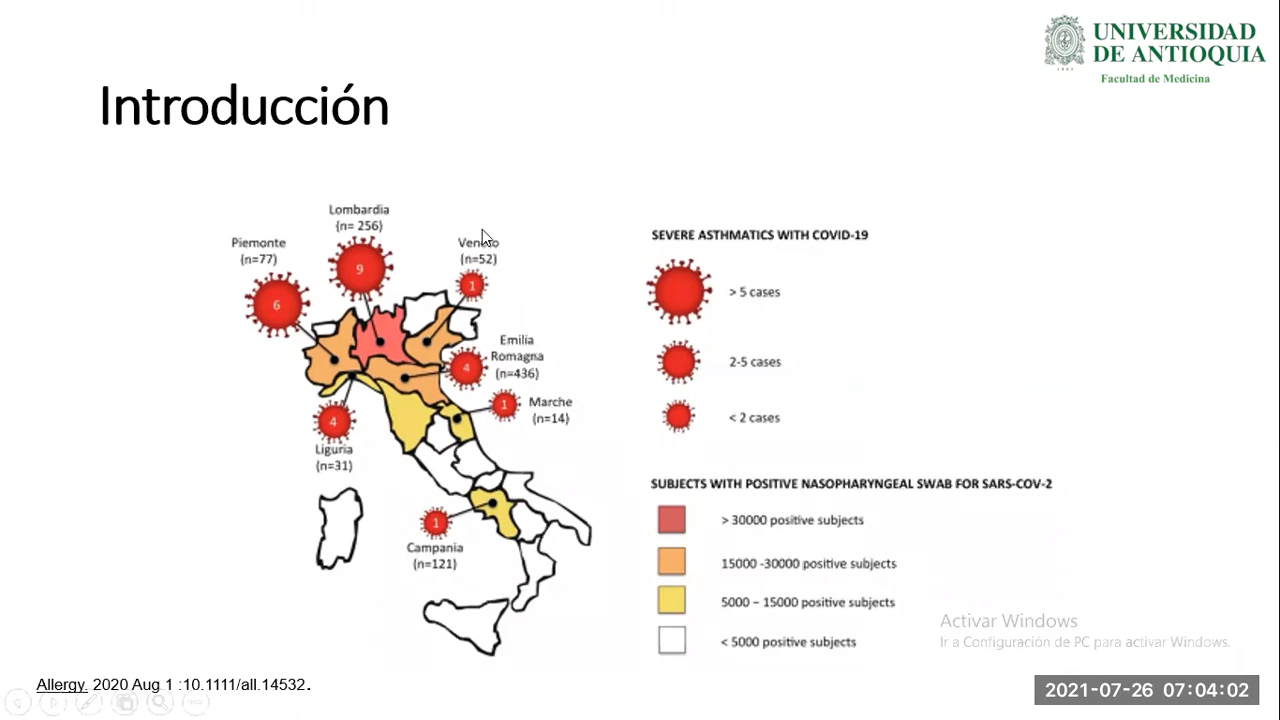 UNIVERSIDAD
DE ANTIOQUIA
1803
Facultad de Medicina
Introducción
Lombardia
(n= 256)
Piemonte
(n=77)
Veneto
(n=52)
9
6
1
Emilia
Romagna
(n=436)
4
Marche
(n=14)
1
4
Liguria
(n=31)
1
Campania
(n=121)
SEVERE ASTHMATICS WITH COVID-19
> 5 cases
2-5 cases
< 2 cases
SUBJECTS WITH POSITIVE NASOPHARYNGEAL SWAB FOR SARS-COV-2
> 30000 positive subjects
15000 -30000 positive subjects
5000 – 15000 positive subjects
< 5000 positive subjects
Activar Windows
Ir a Configuración de PC para activar Windows.
Allergy. 2020 Aug 1 :10.1111/all.14532.
2021-07-26 07:04:02